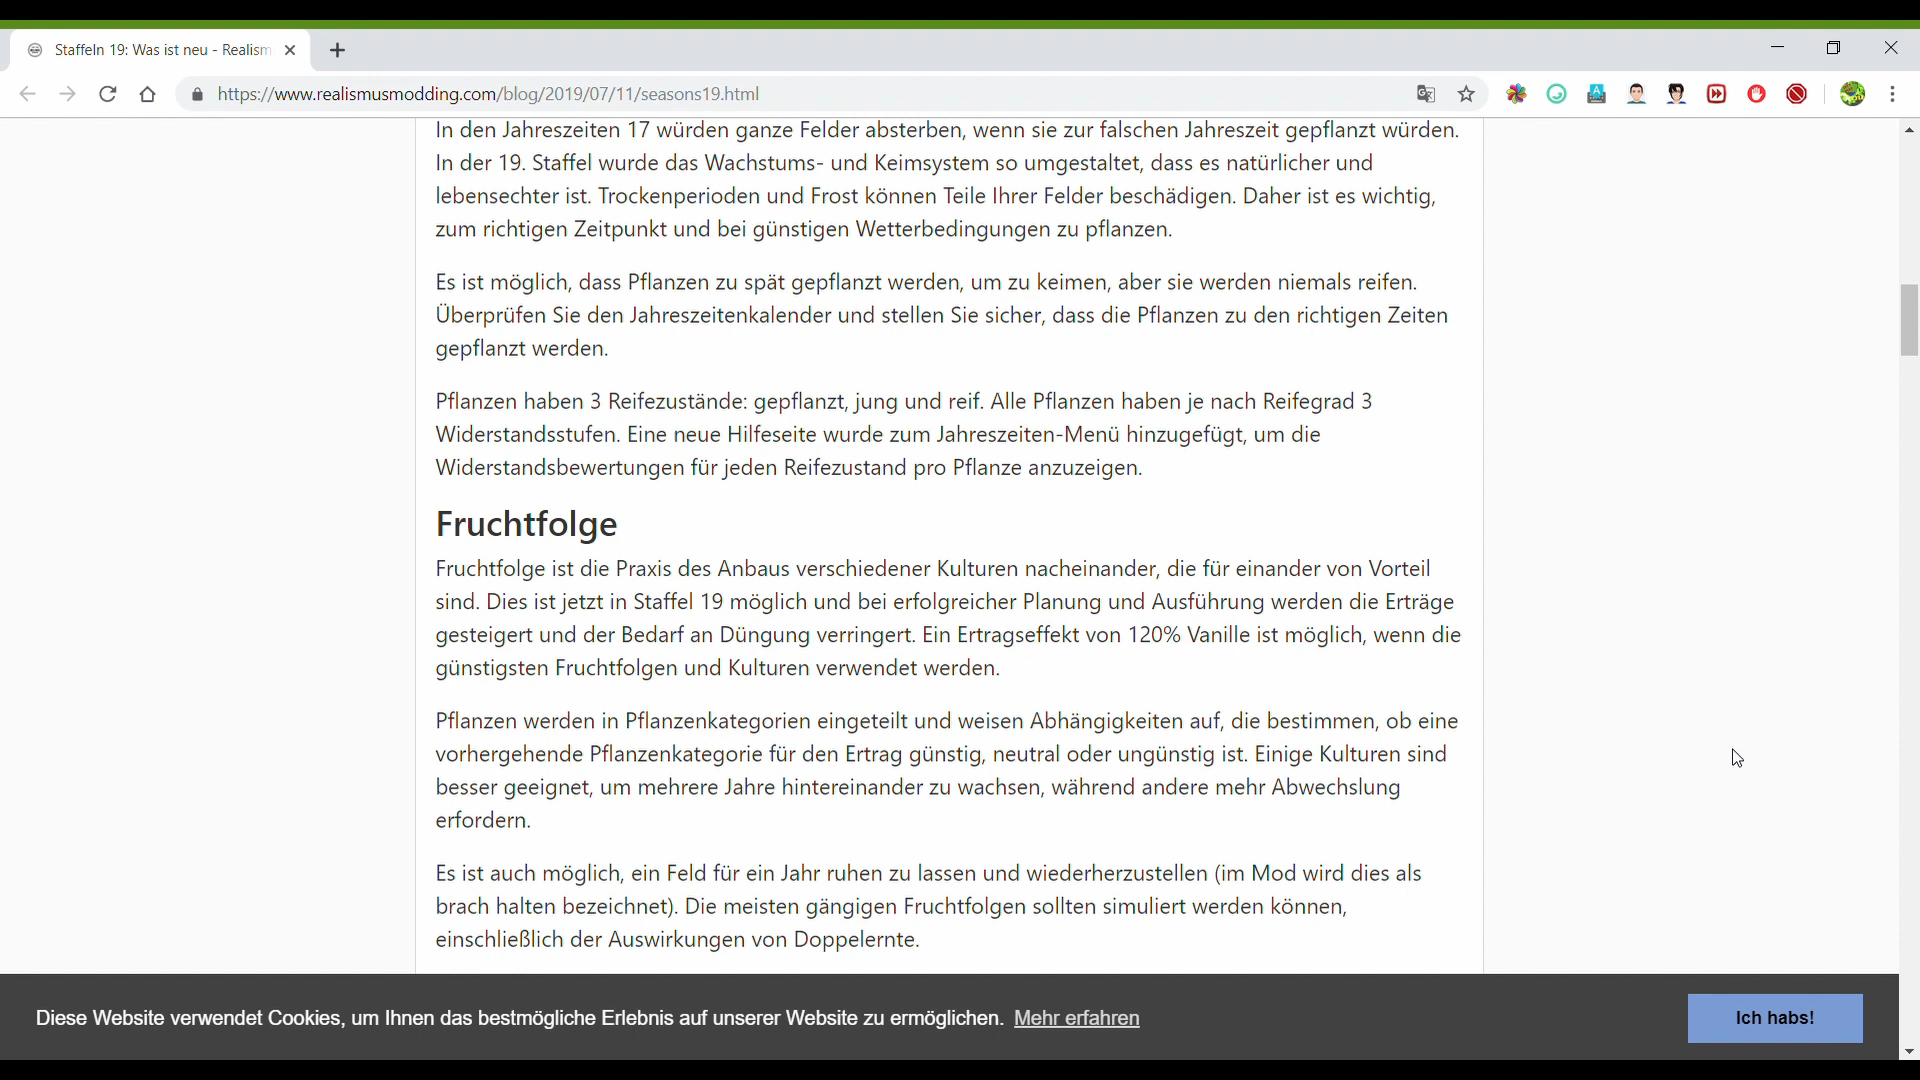 Staffeln 19: Was ist neu - Realism
https://www.realismusmodding.com/blog/2019/07/11/seasons19.html
In den Jahreszeiten 17 würden ganze Felder absterben, wenn sie zur falschen Jahreszeit gepflanzt würden.
In der 19. Staffel wurde das Wachstums- und Keimsystem so umgestaltet, dass es natürlicher und
lebensechter ist. Trockenperioden und Frost können Teile Ihrer Felder beschädigen. Daher ist es wichtig,
zum richtigen Zeitpunkt und bei günstigen Wetterbedingungen zu pflanzen.
Es ist möglich, dass Pflanzen zu spät gepflanzt werden, um zu keimen, aber sie werden niemals reifen.
Überprüfen Sie den Jahreszeitenkalender und stellen Sie sicher, dass die Pflanzen zu den richtigen Zeiten
gepflanzt werden.
Pflanzen haben 3 Reifezustände: gepflanzt, jung und reif. Alle Pflanzen haben je nach Reifegrad 3
Widerstandsstufen. Eine neue Hilfeseite wurde zum Jahreszeiten-Menü hinzugefügt, um die
Widerstandsbewertungen für jeden Reifezustand pro Pflanze anzuzeigen.
Fruchtfolge
Fruchtfolge ist die Praxis des Anbaus verschiedener Kulturen nacheinander, die für einander von Vorteil
sind. Dies ist jetzt in Staffel 19 möglich und bei erfolgreicher Planung und Ausführung werden die Erträge
gesteigert und der Bedarf an Düngung verringert. Ein Ertragseffekt von 120% Vanille ist möglich, wenn die
günstigsten Fruchtfolgen und Kulturen verwendet werden.
Pflanzen werden in Pflanzenkategorien eingeteilt und weisen Abhängigkeiten auf, die bestimmen, ob eine
vorhergehende Pflanzenkategorie für den Ertrag günstig, neutral oder ungünstig ist. Einige Kulturen sind
besser geeignet, um mehrere Jahre hintereinander zu wachsen, während andere mehr Abwechslung
erfordern.
Es ist auch möglich, ein Feld für ein Jahr ruhen zu lassen und wiederherzustellen (im Mod wird dies als
brach halten bezeichnet). Die meisten gängigen Fruchtfolgen sollten simuliert werden können,
einschließlich der Auswirkungen von Doppelernte.
Diese Website verwendet Cookies, um Ihnen das bestmögliche Erlebnis auf unserer Website zu ermöglichen. Mehr erfahren
Ich habs!